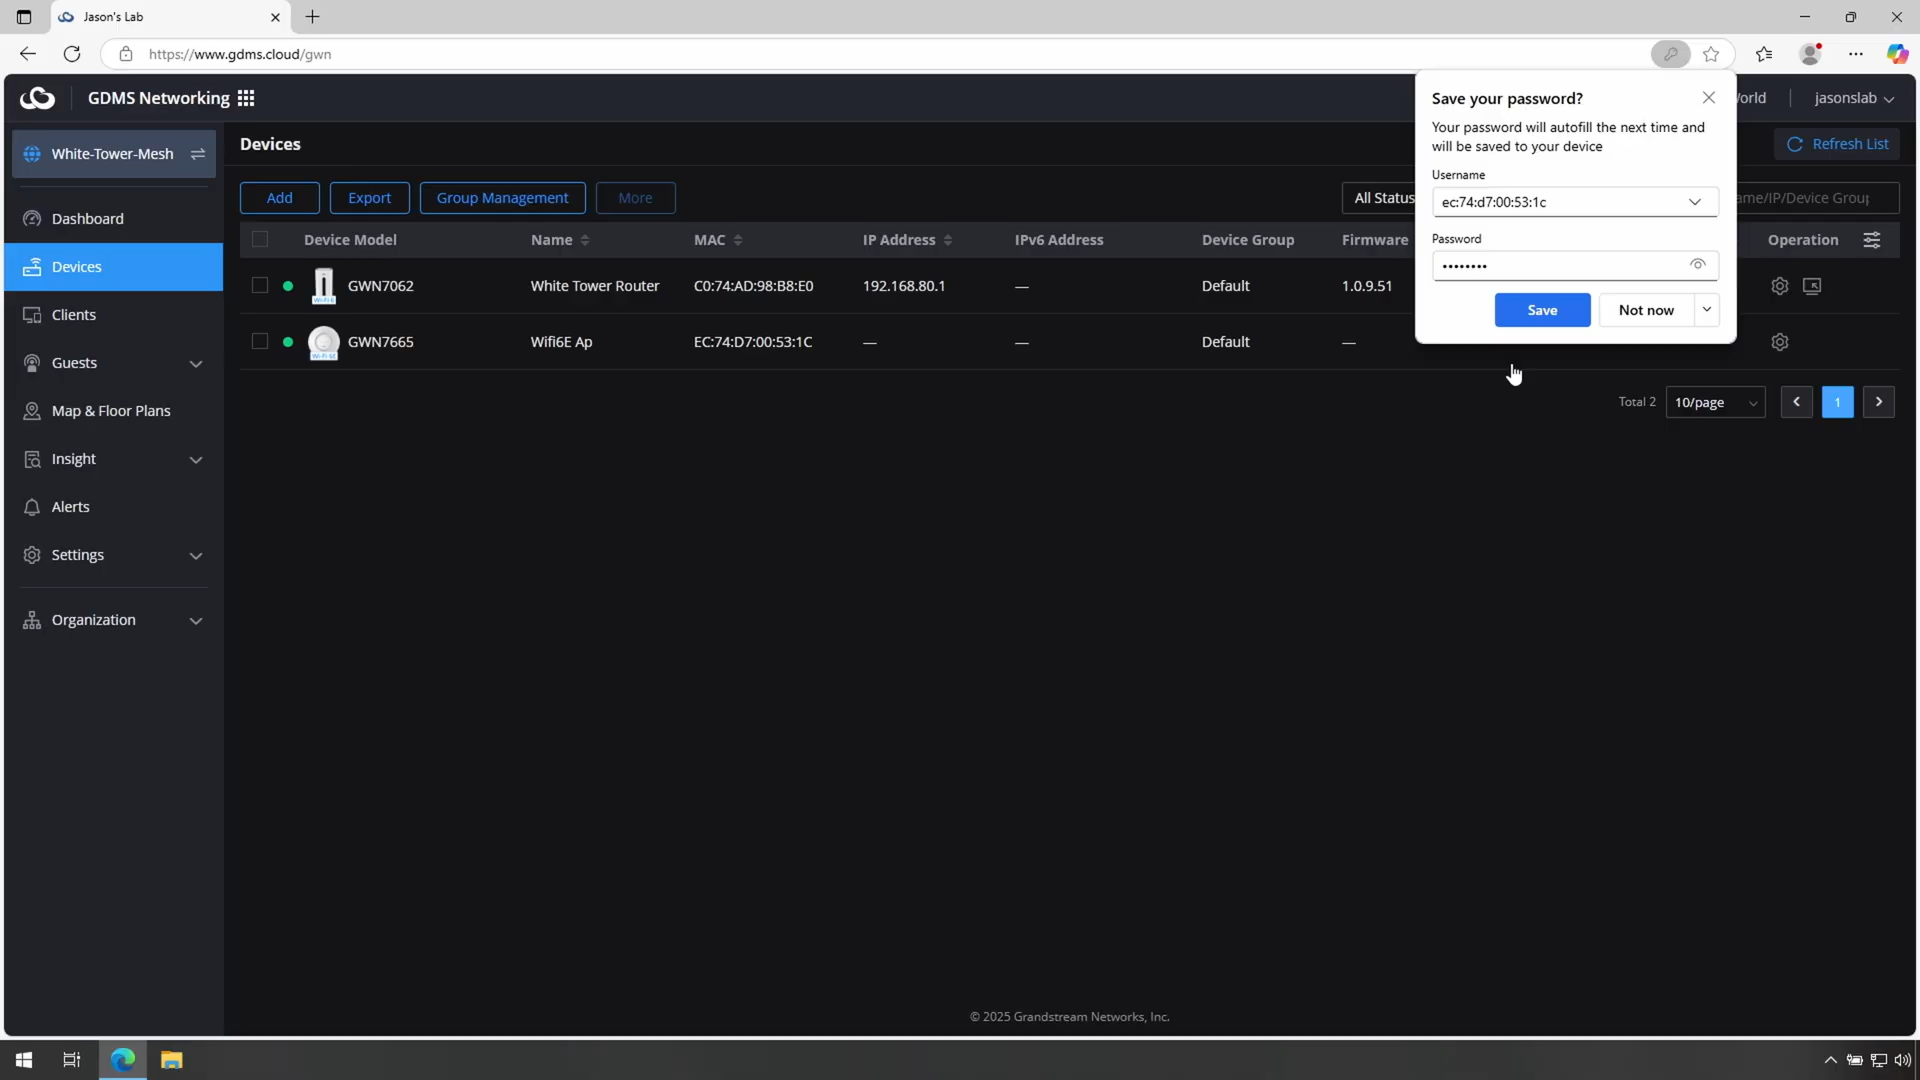 Jason's Lab
https://www.gdms.cloud/gwn
GDMS Networking
jasonslab
White-Tower-Mesh
Dashboard
Devices
Clients
Guests
Map & Floor Plans
Insight
Alerts
Settings
Organization
Devices
Refresh List
Add
Export
Group Management
More
All Status
ame/IP/Device Group
Device Model
Name
MAC
IP Address
IPv6 Address
Device Group
Firmware
Operation
GWN7062
White Tower Router
C0:74:AD:98:B8:E0
192.168.80.1
—
Default
1.0.9.51
GWN7665
Wifi6E Ap
EC:74:D7:00:53:1C
—
—
Default
—
Total 2
10/page
1
Save your password?
Your password will autofill the next time and
will be saved to your device
Username
ec:74:d7:00:53:1c
Password
••••••••
Save
Not now
© 2025 Grandstream Networks, Inc.